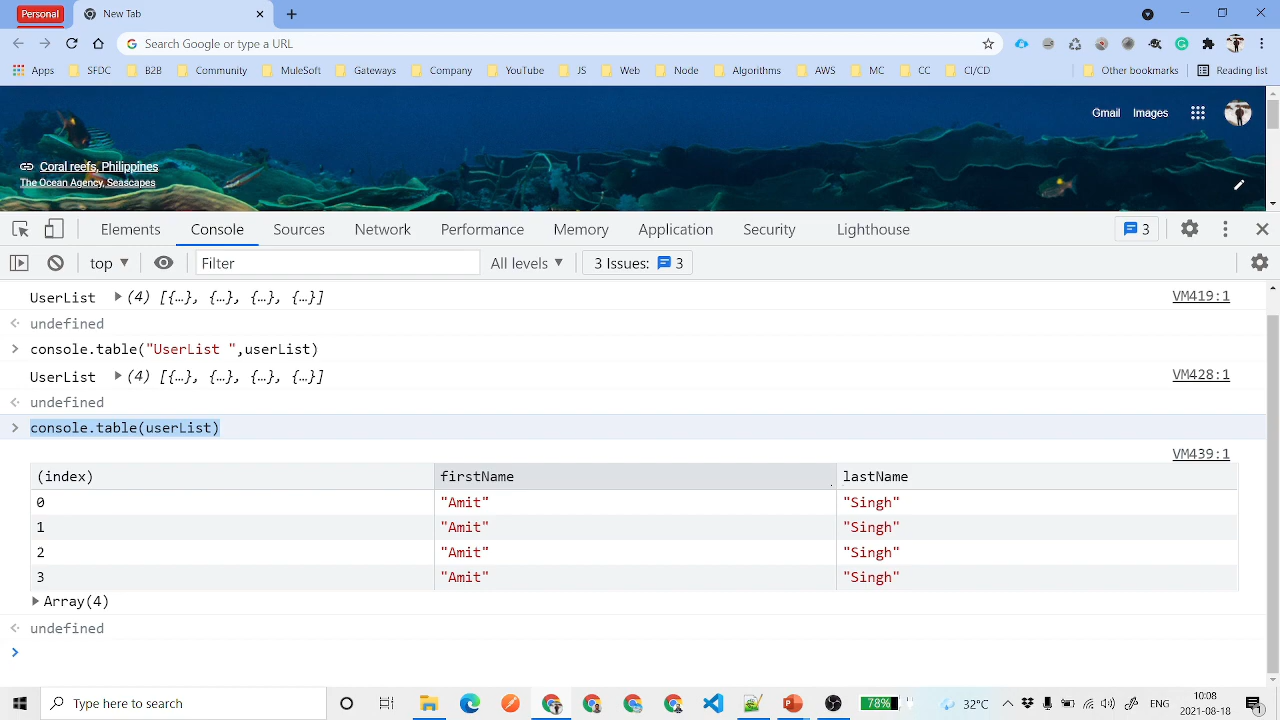 Personal New Tab
Search Google or type a URL
Apps SFDC B2B Community MuleSoft Gateways Company YouTube JS Web Node Algorithms AWS MC CC CI/CD Other bookmarks Reading list
Gmail Images
Coral reefs, Philippines
The Ocean Agency, Seascapes
Elements Console Sources Network Performance Memory Application Security Lighthouse 3
top Filter All levels 3 Issues: 3
UserList (4) [{…}, {…}, {…}, {…}] VM419:1
undefined
console.table("UserList ",userList)
UserList (4) [{…}, {…}, {…}, {…}] VM428:1
undefined
console.table(userList)
VM439:1
(index) firstName lastName
0 "Amit" "Singh"
1 "Amit" "Singh"
2 "Amit" "Singh"
3 "Amit" "Singh"
Array(4)
undefined
Type here to search 78% 32°C ENG 10:08
2021-08-18 1